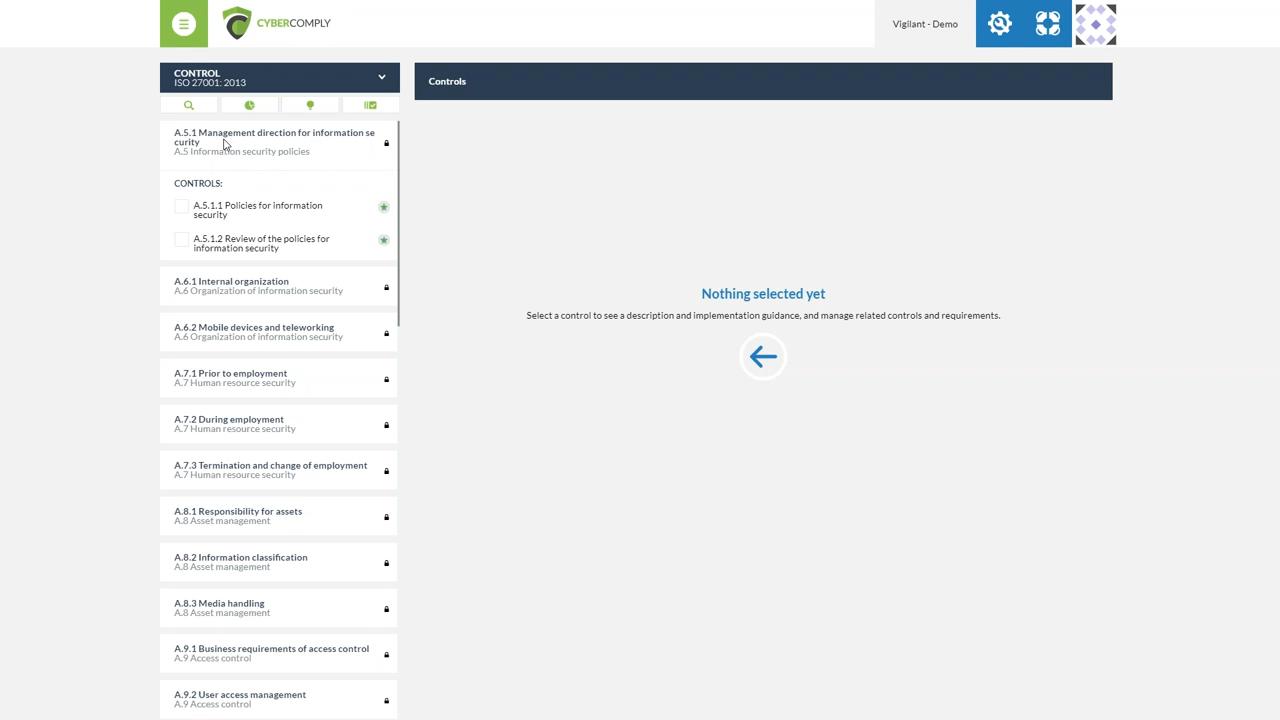 CYBERCOMPLY
Vigilant - Demo
CONTROL
ISO 27001: 2013
Controls
A.5.1 Management direction for information se
curity
A.5 Information security policies
CONTROLS:
A.5.1.1 Policies for information
security
A.5.1.2 Review of the policies for
information security
A.6.1 Internal organization
A.6 Organization of information security
A.6.2 Mobile devices and teleworking
A.6 Organization of information security
A.7.1 Prior to employment
A.7 Human resource security
A.7.2 During employment
A.7 Human resource security
A.7.3 Termination and change of employment
A.7 Human resource security
A.8.1 Responsibility for assets
A.8 Asset management
A.8.2 Information classification
A.8 Asset management
A.8.3 Media handling
A.8 Asset management
A.9.1 Business requirements of access control
A.9 Access control
A.9.2 User access management
A.9 Access control
Nothing selected yet
Select a control to see a description and implementation guidance, and manage related controls and requirements.